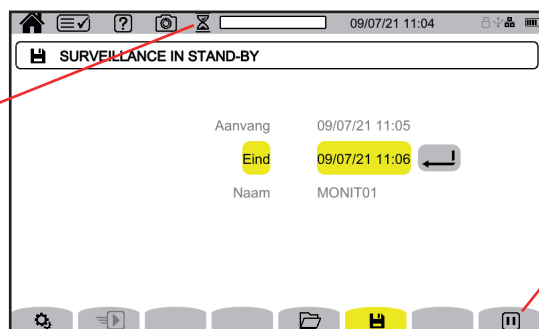 09/07/21 11:04
SURVEILLANCE IN STAND-BY
Aanvang 09/07/21 11:05
Eind 09/07/21 11:06
Naam MONIT01